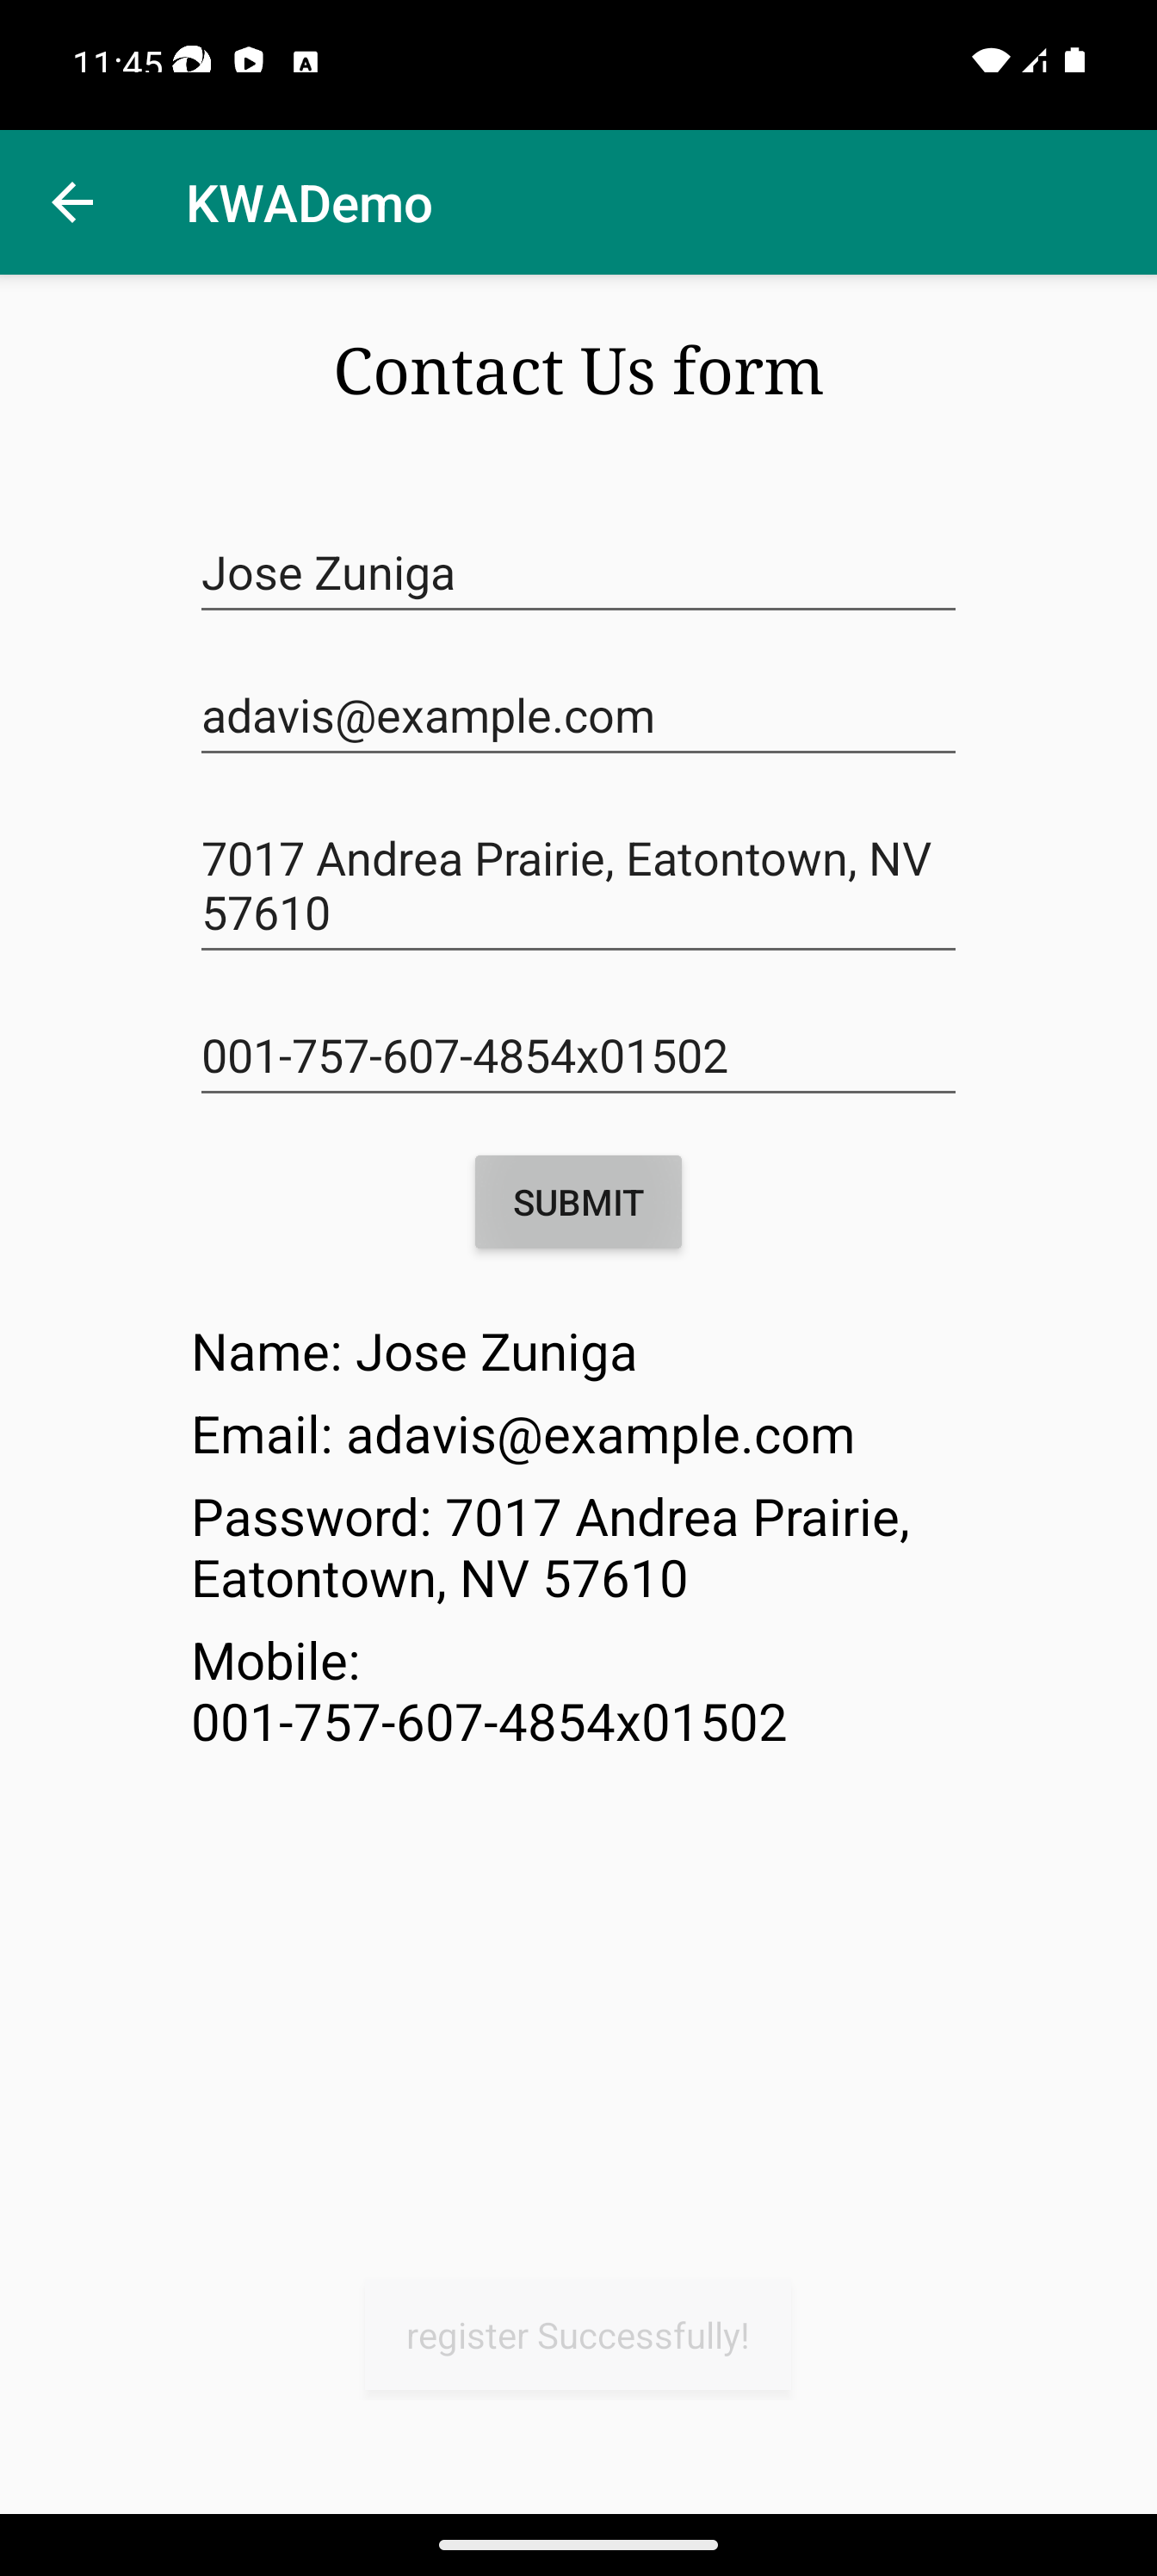 11:45
KWADemo
Contact Us form
Jose Zuniga
adavis@example.com
7017 Andrea Prairie, Eatontown, NV
57610
001-757-607-4854x01502
SUBMIT
Name: Jose Zuniga
Email: adavis@example.com
Password: 7017 Andrea Prairie,
Eatontown, NV 57610
Mobile:
001-757-607-4854x01502
register Successfully!